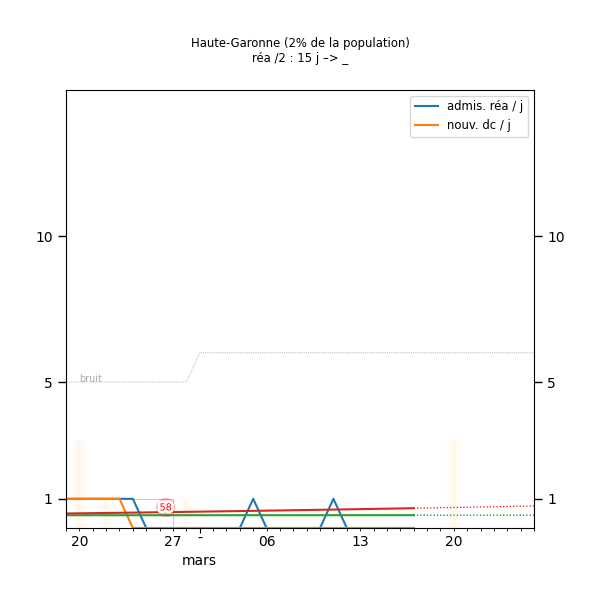 Haute-Garonne (2% de la population)
réa /2 : 15 j –> _
admis. réa / j
nouv. dc / j
10 10
bruit
5 5
58
1 1
20 27 - 06 13 20
mars